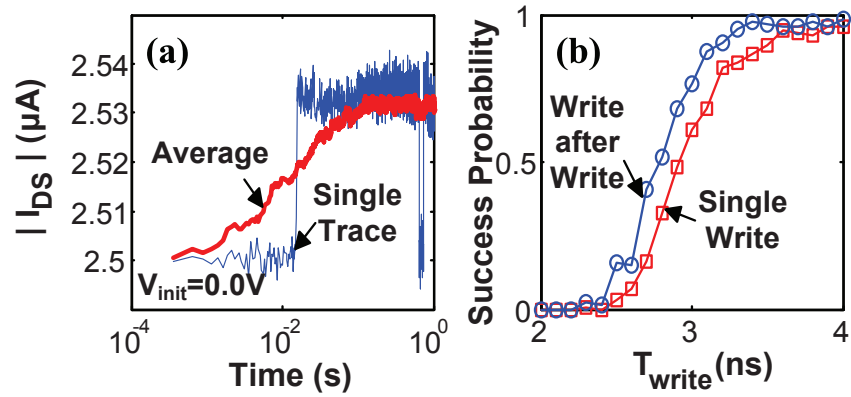 (a)
| I_DS | (µA)
2.54
2.53
2.52
2.51
2.5
Average
Single
Trace
V_init=0.0V
10^-4
10^-2
10^0
Time (s)
(b)
Success Probability
1
0.5
0
Write
after
Write
Single
Write
2
3
4
T_write (ns)